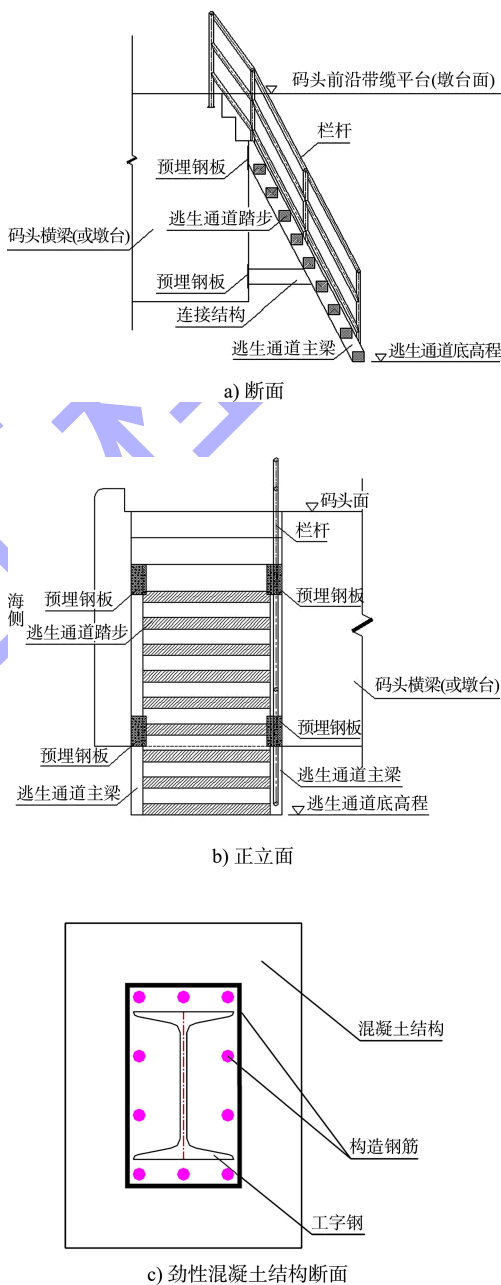 码头前沿带缆平台(墩台面)
栏杆
预埋钢板
逃生通道踏步
码头横梁(或墩台)
预埋钢板
连接结构
逃生通道主梁
逃生通道底高程
a) 断面
码头面
栏杆
预埋钢板
预埋钢板
海侧
逃生通道踏步
码头横梁(或墩台)
预埋钢板
预埋钢板
逃生通道主梁
逃生通道主梁
逃生通道底高程
b) 正立面
混凝土结构
构造钢筋
工字钢
c) 劲性混凝土结构断面